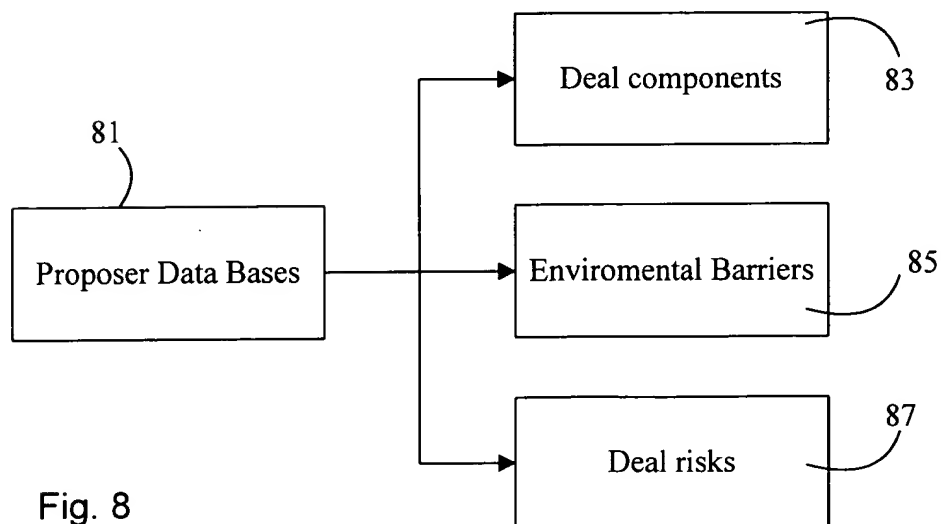 Deal components
83
81
Proposer Data Bases
Enviromental Barriers
85
Deal risks
87
Fig. 8